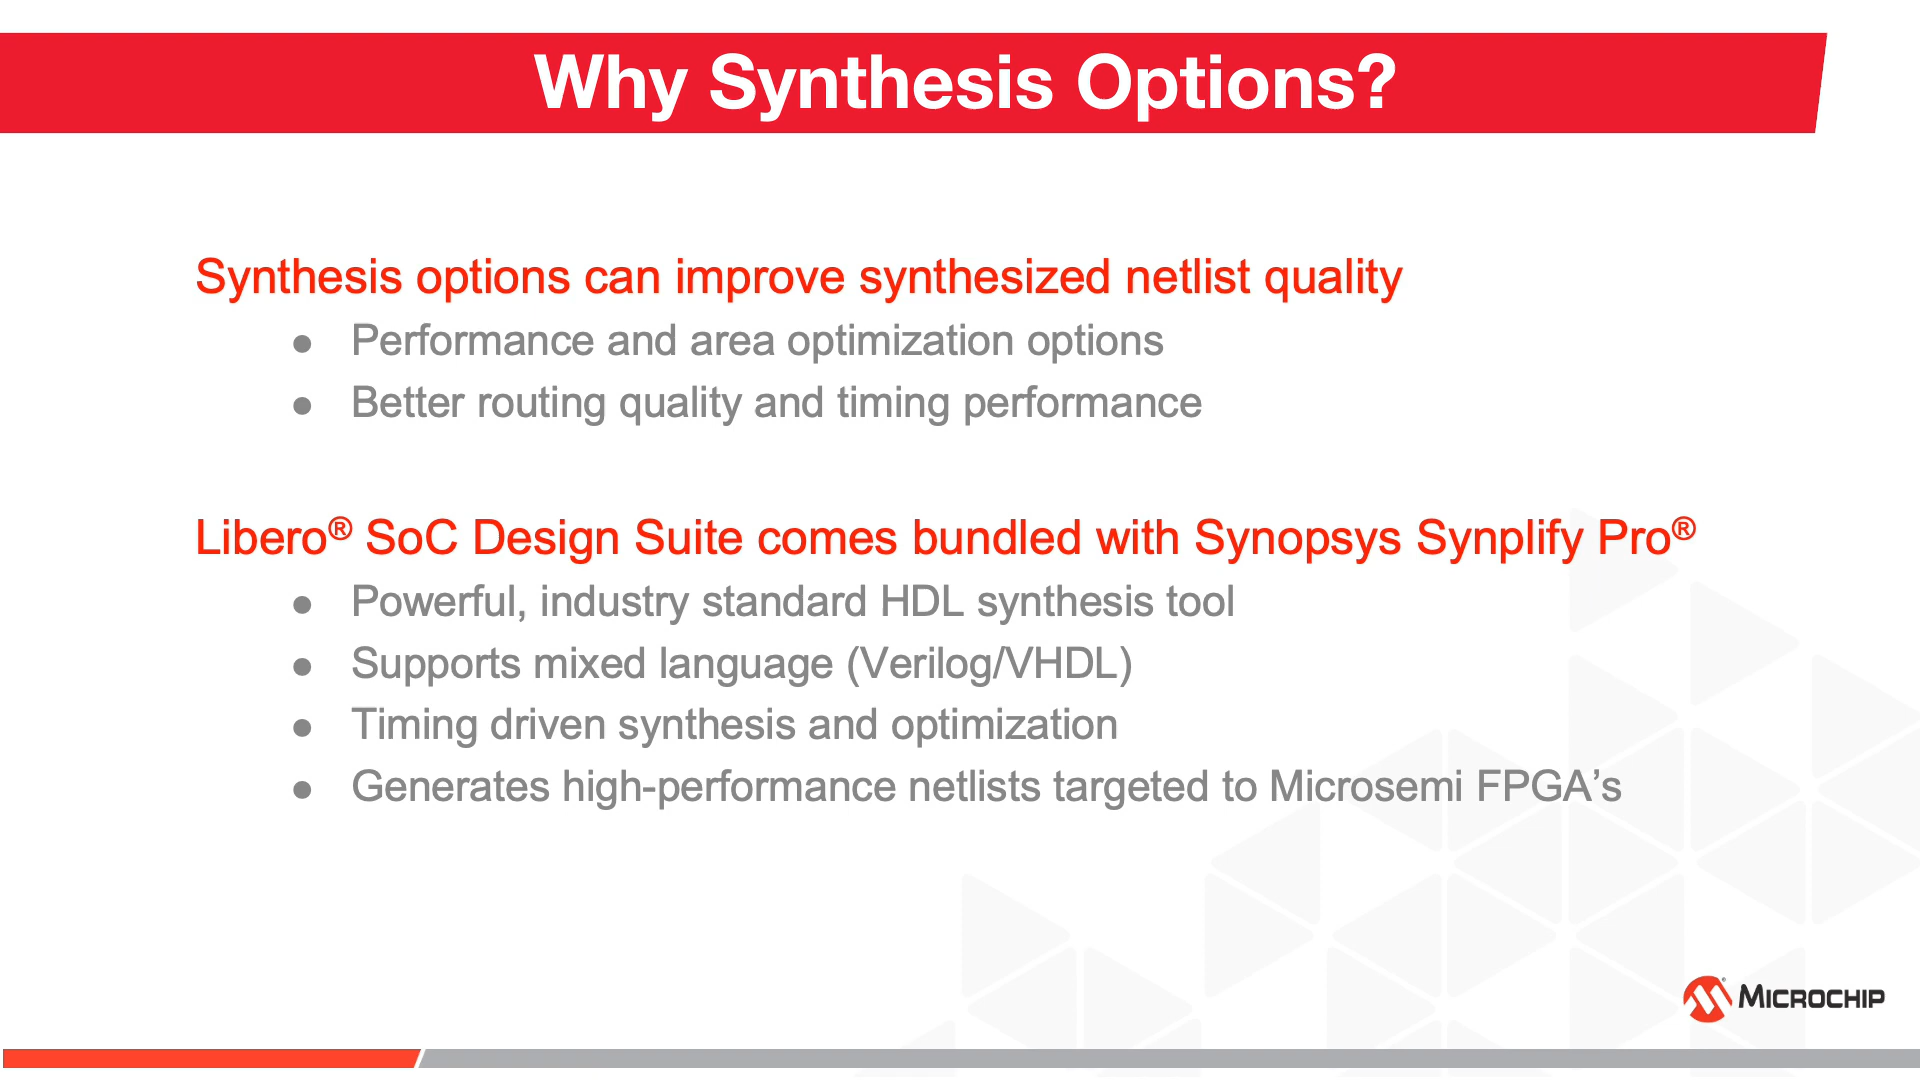 Why Synthesis Options?
Synthesis options can improve synthesized netlist quality
● Performance and area optimization options
● Better routing quality and timing performance
Libero® SoC Design Suite comes bundled with Synopsys Synplify Pro®
● Powerful, industry standard HDL synthesis tool
● Supports mixed language (Verilog/VHDL)
● Timing driven synthesis and optimization
● Generates high-performance netlists targeted to Microsemi FPGA’s
MICROCHIP